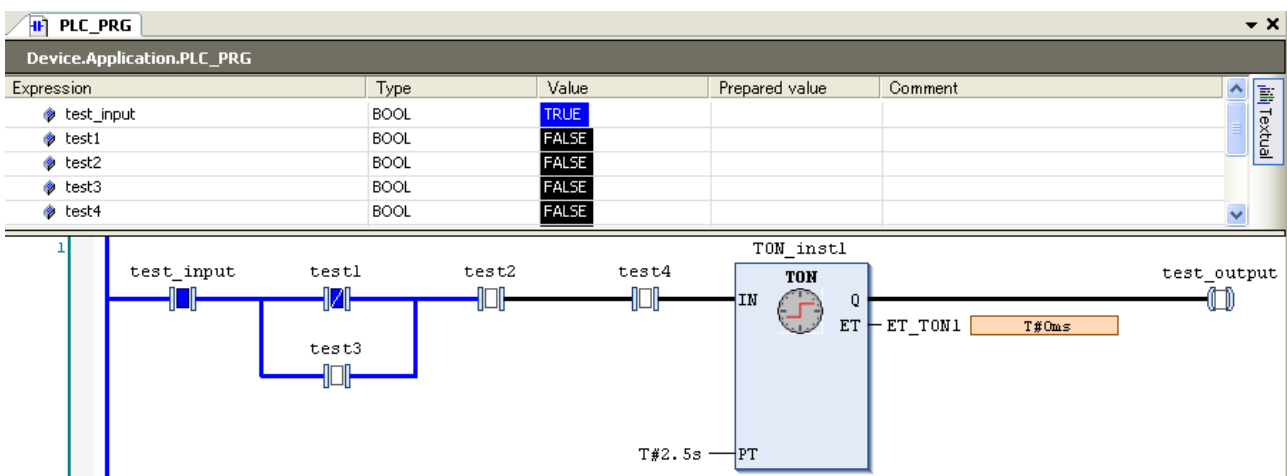 PLC_PRG
Device.Application.PLC_PRG
Expression Type Value Prepared value Comment
test_input BOOL TRUE
test1 BOOL FALSE
test2 BOOL FALSE
test3 BOOL FALSE
test4 BOOL FALSE
Textual
1
TON_inst1
test_input test1 test2 test4 TON test_output
IN Q
ET ET_TON1 T#0ms
test3
T#2.5s PT